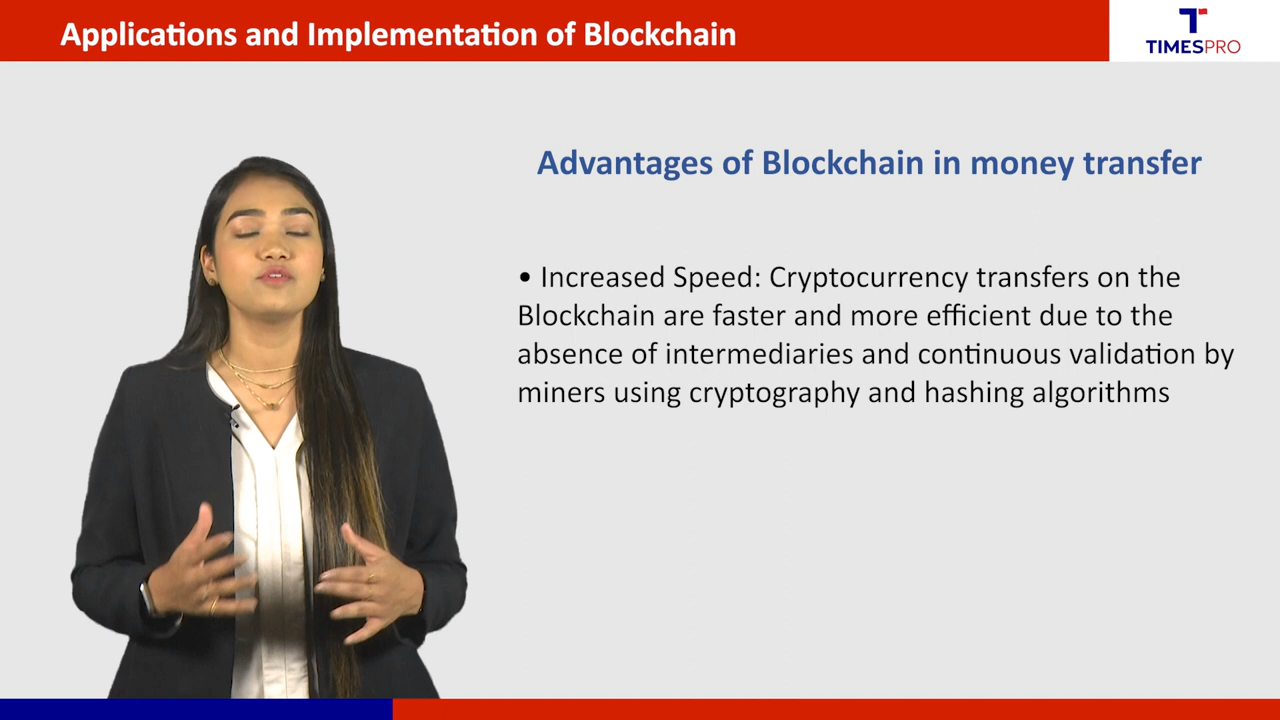 Applications and Implementation of Blockchain
T
TIMESPRO
Advantages of Blockchain in money transfer
• Increased Speed: Cryptocurrency transfers on the
Blockchain are faster and more efficient due to the
absence of intermediaries and continuous validation by
miners using cryptography and hashing algorithms